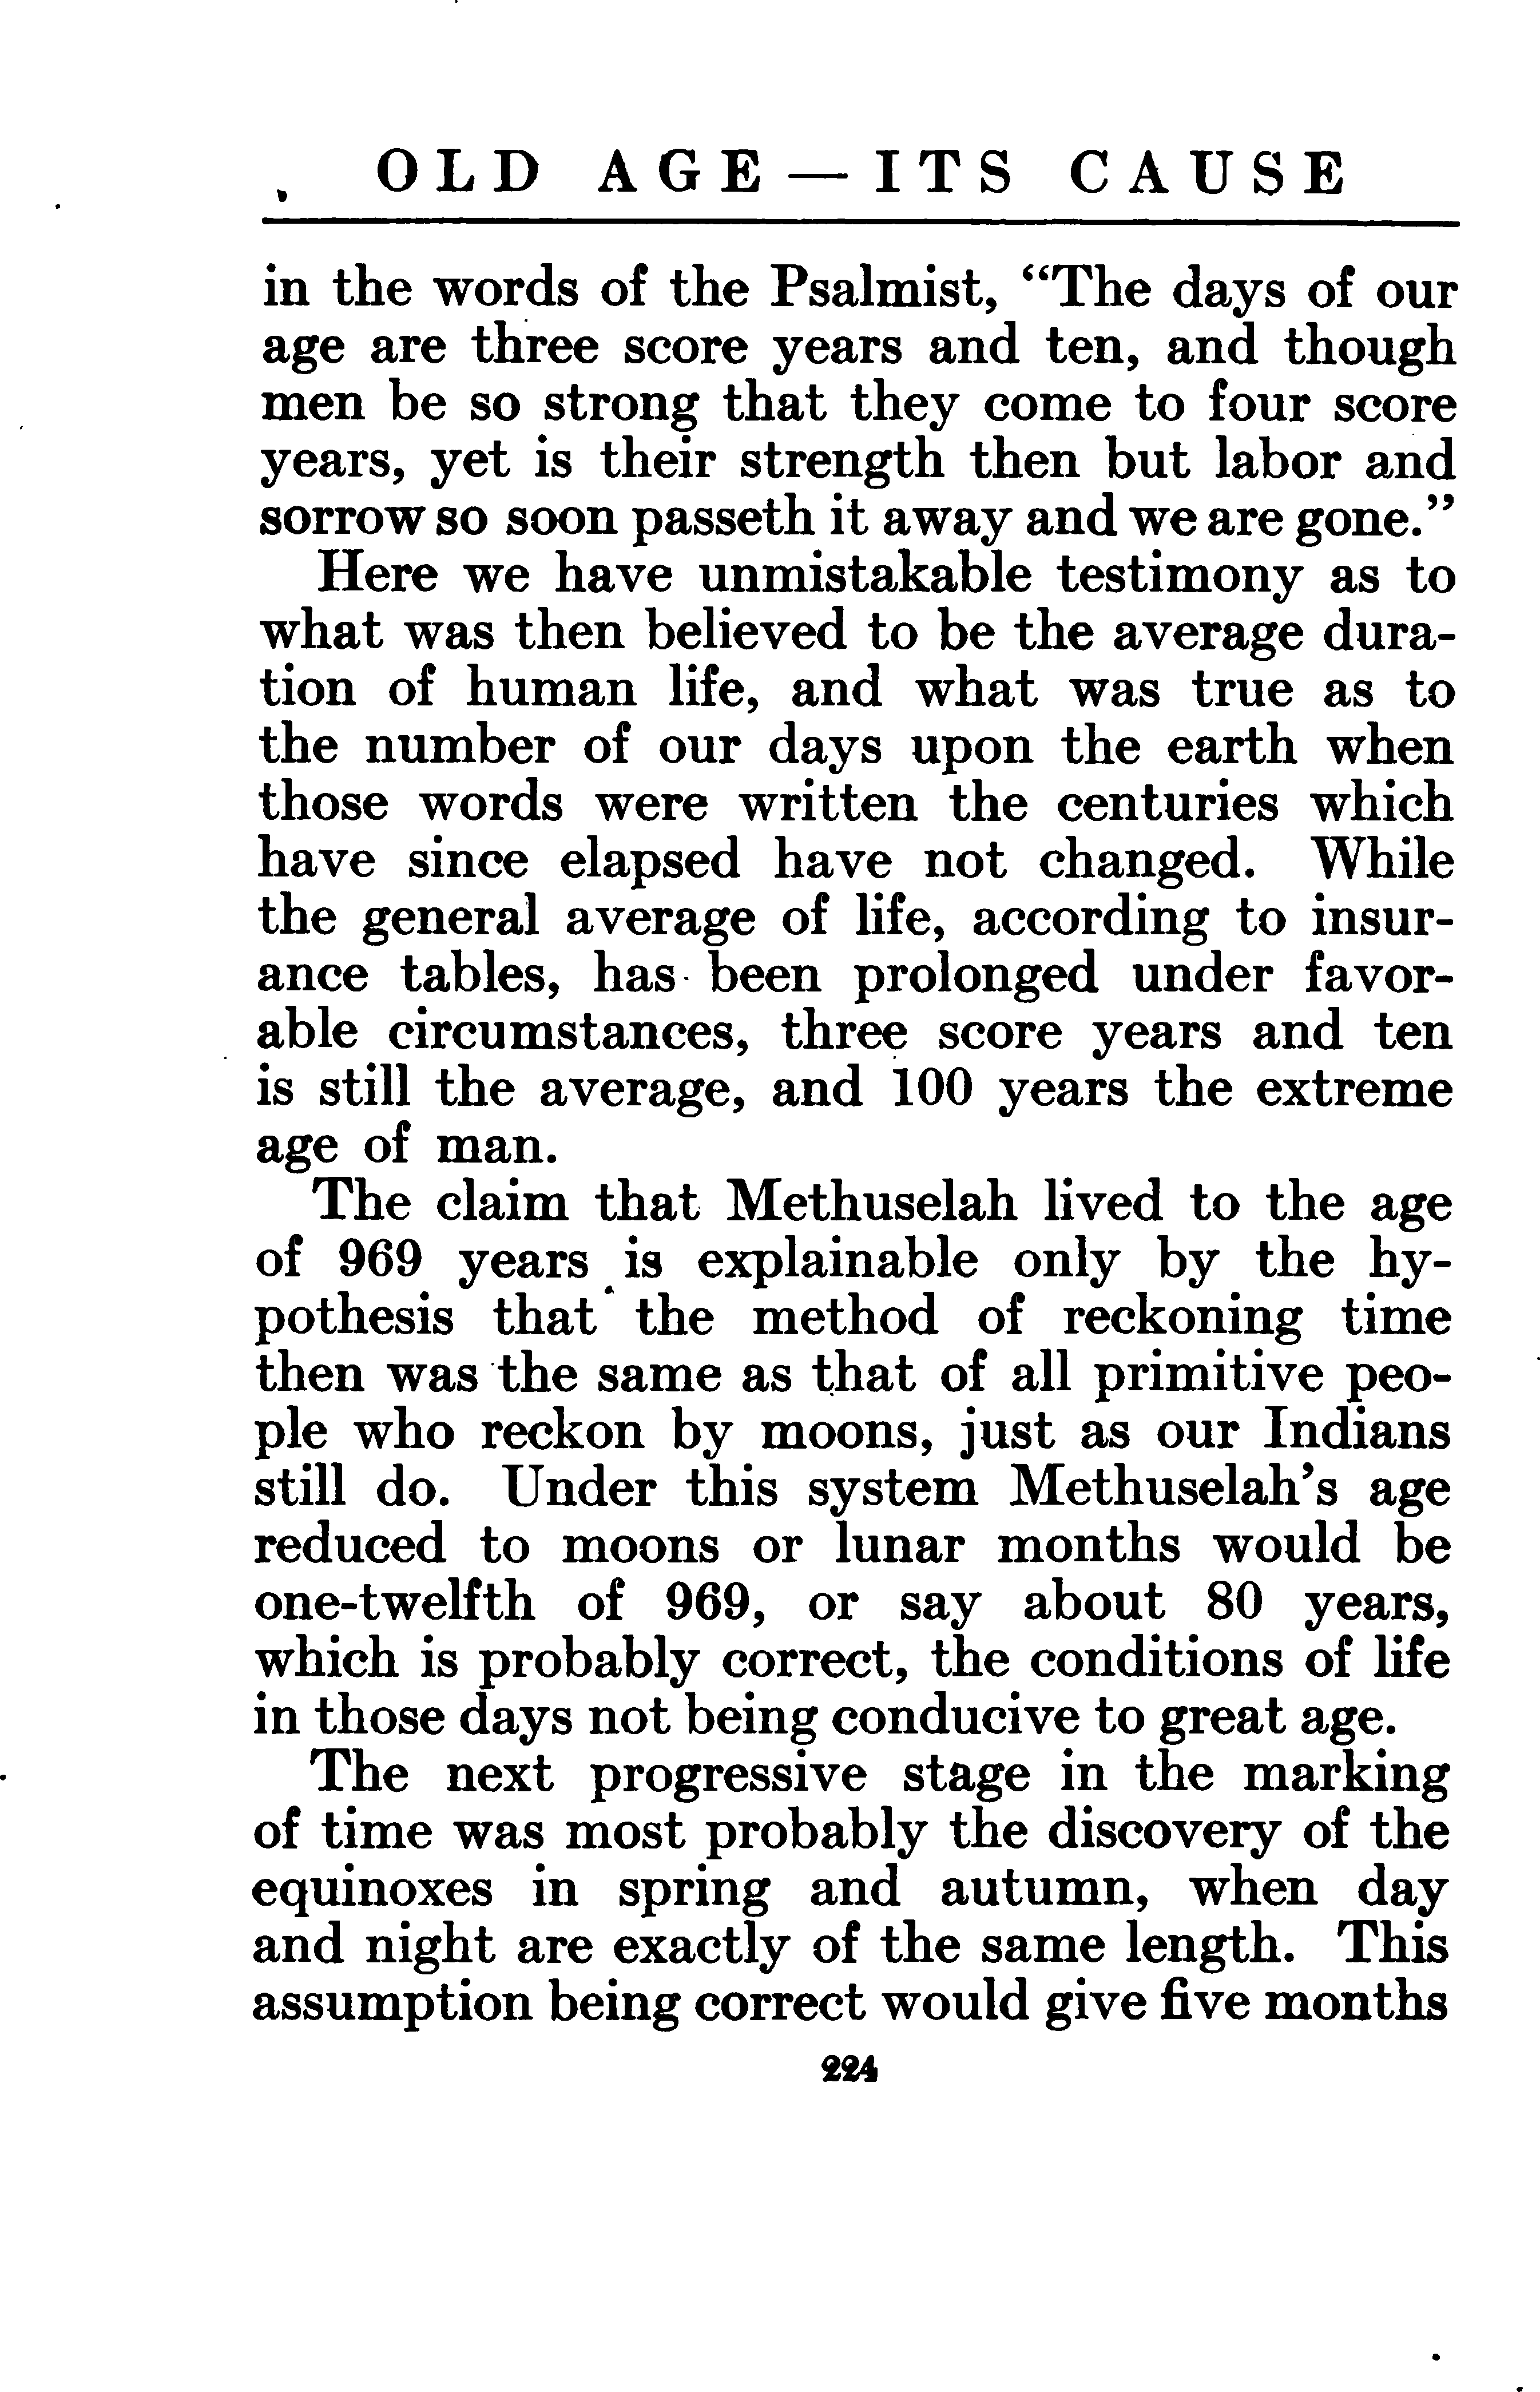 OLD AGE — ITS CAUSE
in the words of the Psalmist, “The days of our
age are three score years and ten, and though
men be so strong that they come to four score
years, yet is their strength then but labor and
sorrow so soon passeth it away and we are gone.”
Here we have unmistakable testimony as to
what was then believed to be the average dura-
tion of human life, and what was true as to
the number of our days upon the earth when
those words were written the centuries which
have since elapsed have not changed. While
the general average of life, according to insur-
ance tables, has been prolonged under favor-
able circumstances, three score years and ten
is still the average, and 100 years the extreme
age of man.
The claim that Methuselah lived to the age
of 969 years is explainable only by the hy-
pothesis that the method of reckoning time
then was the same as that of all primitive peo-
ple who reckon by moons, just as our Indians
still do. Under this system Methuselah’s age
reduced to moons or lunar months would be
one-twelfth of 969, or say about 80 years,
which is probably correct, the conditions of life
in those days not being conducive to great age.
The next progressive stage in the marking
of time was most probably the discovery of the
equinoxes in spring and autumn, when day
and night are exactly of the same length. This
assumption being correct would give five months
224